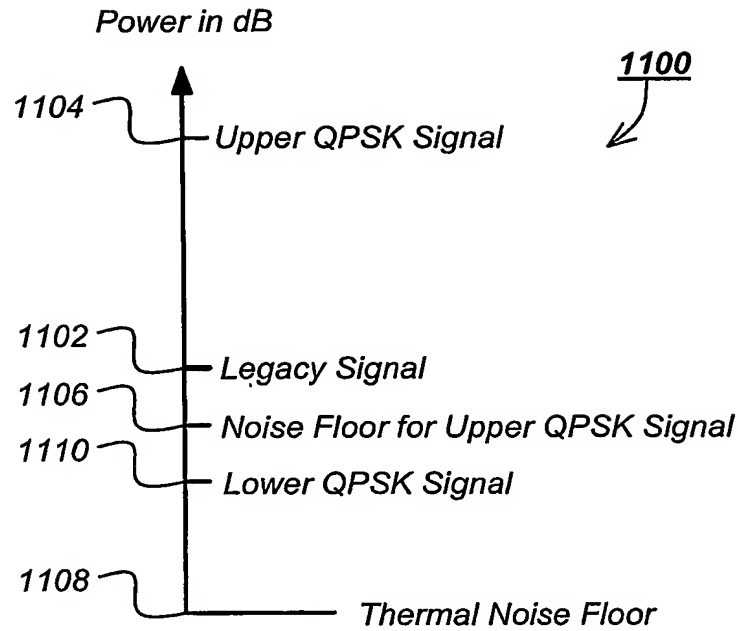 Power in dB
1100
1104
Upper QPSK Signal
1102
Legacy Signal
1106
Noise Floor for Upper QPSK Signal
1110
Lower QPSK Signal
1108
Thermal Noise Floor